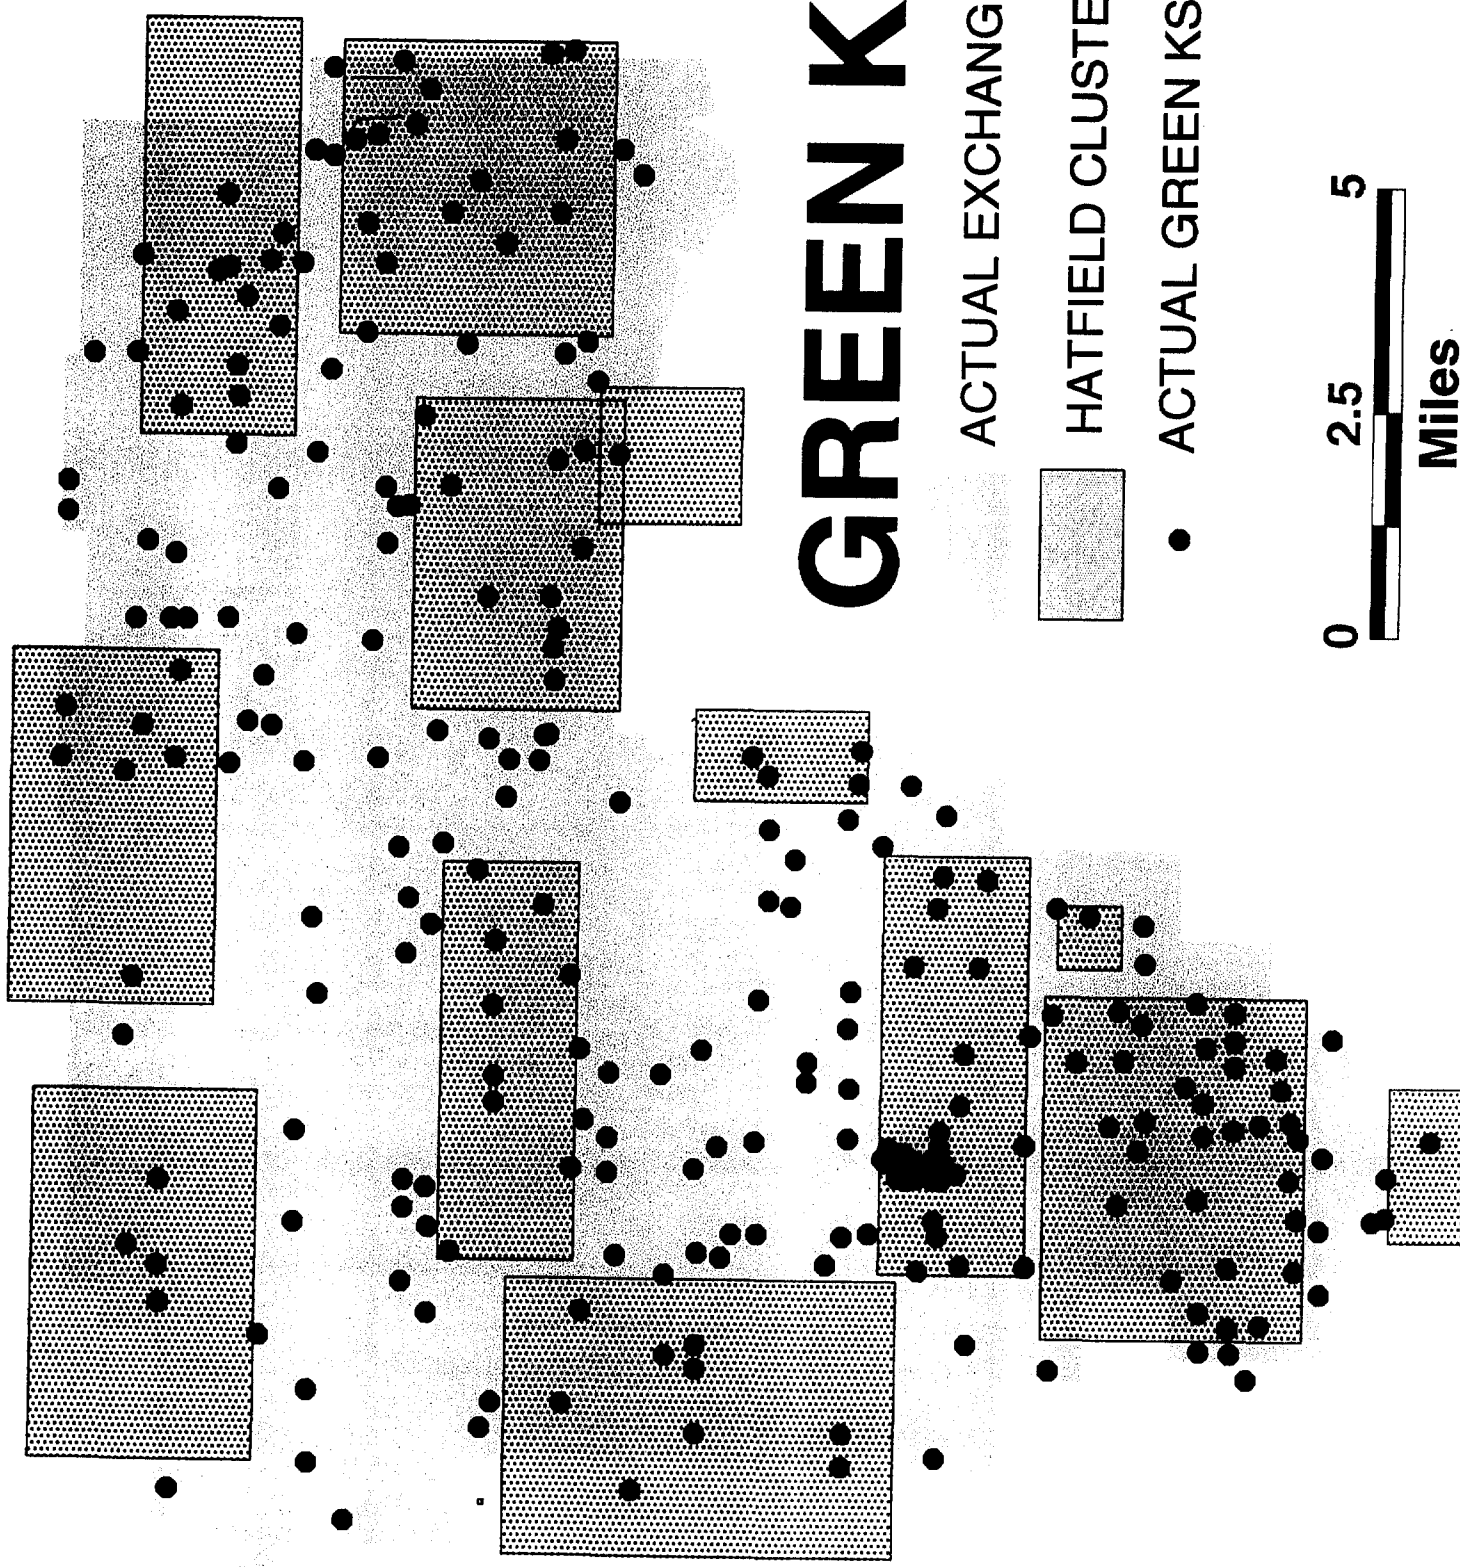 GREEN K
ACTUAL EXCHANG
HATFIELD CLUSTE
ACTUAL GREEN KS
0 2.5 5
Miles